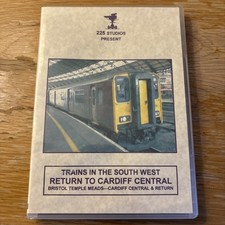 225 STUDIOS
PRESENT
TRAINS IN THE SOUTH WEST
RETURN TO CARDIFF CENTRAL
BRISTOL TEMPLE MEADS—CARDIFF CENTRAL & RETURN